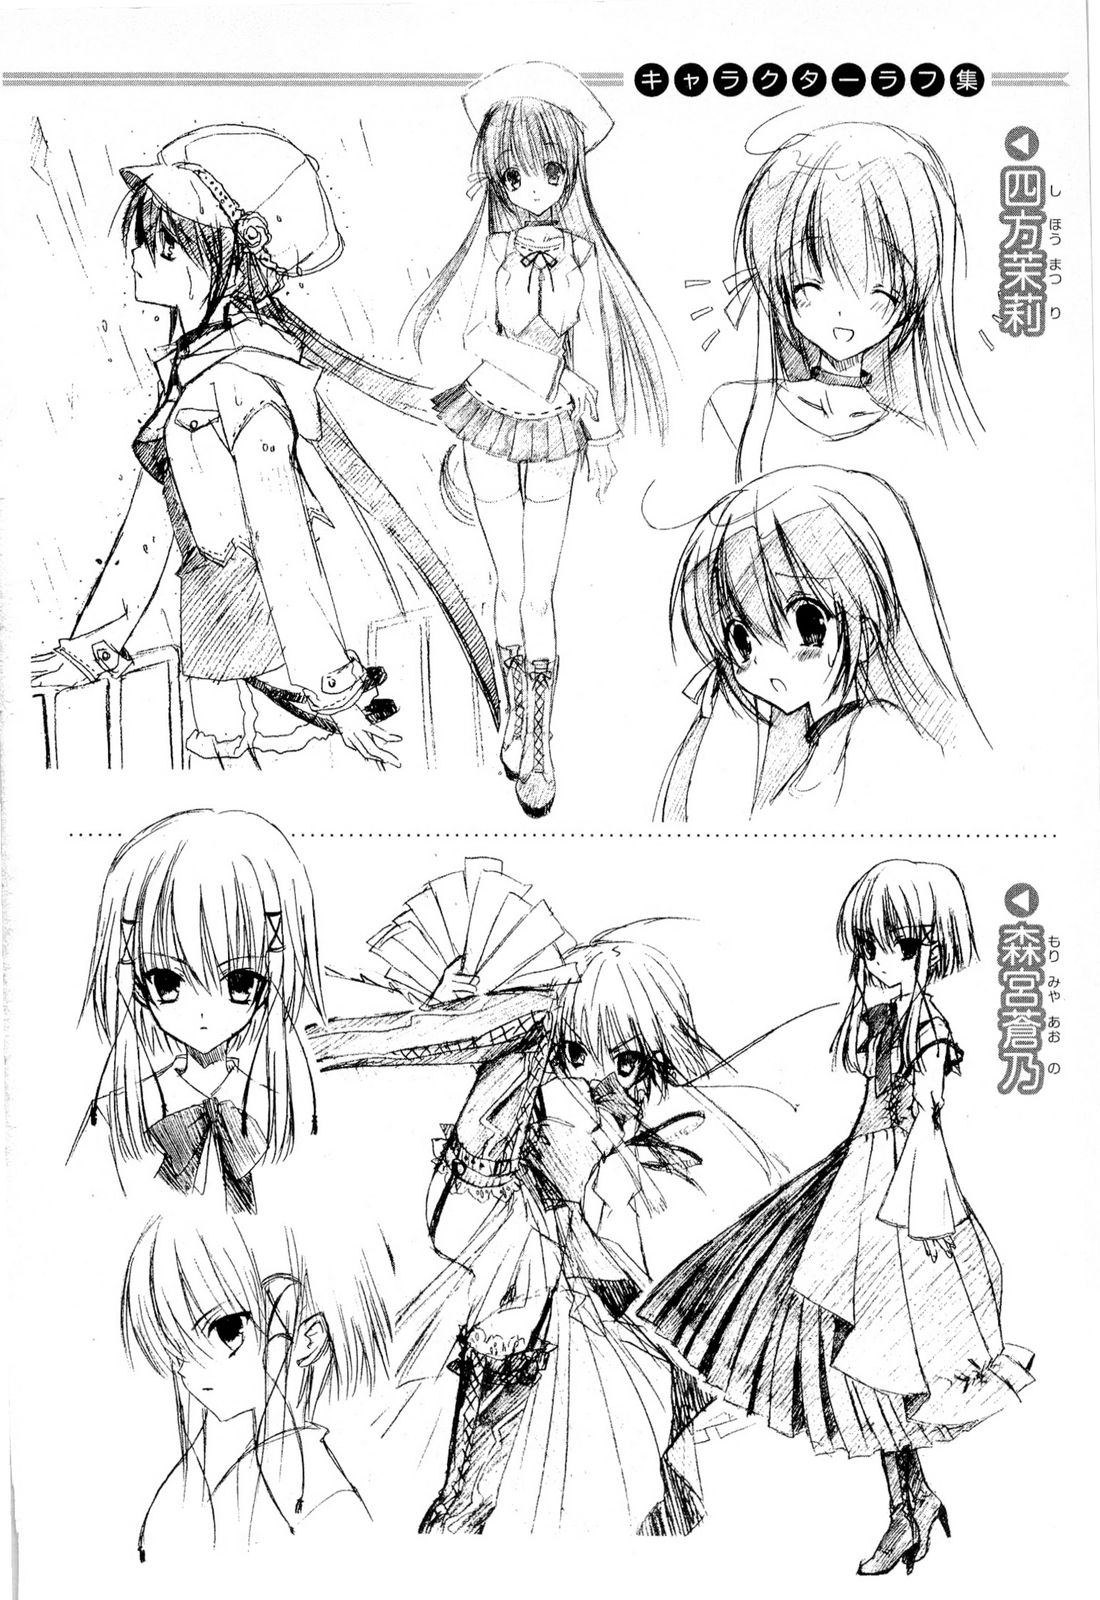 キャラクターラフ集
四方茉莉
しほうまつり
森宮蒼乃
もりみやあおの